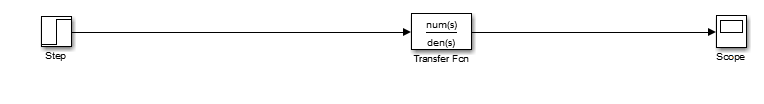 num(s)
den(s)
Step
Transfer Fcn
Scope